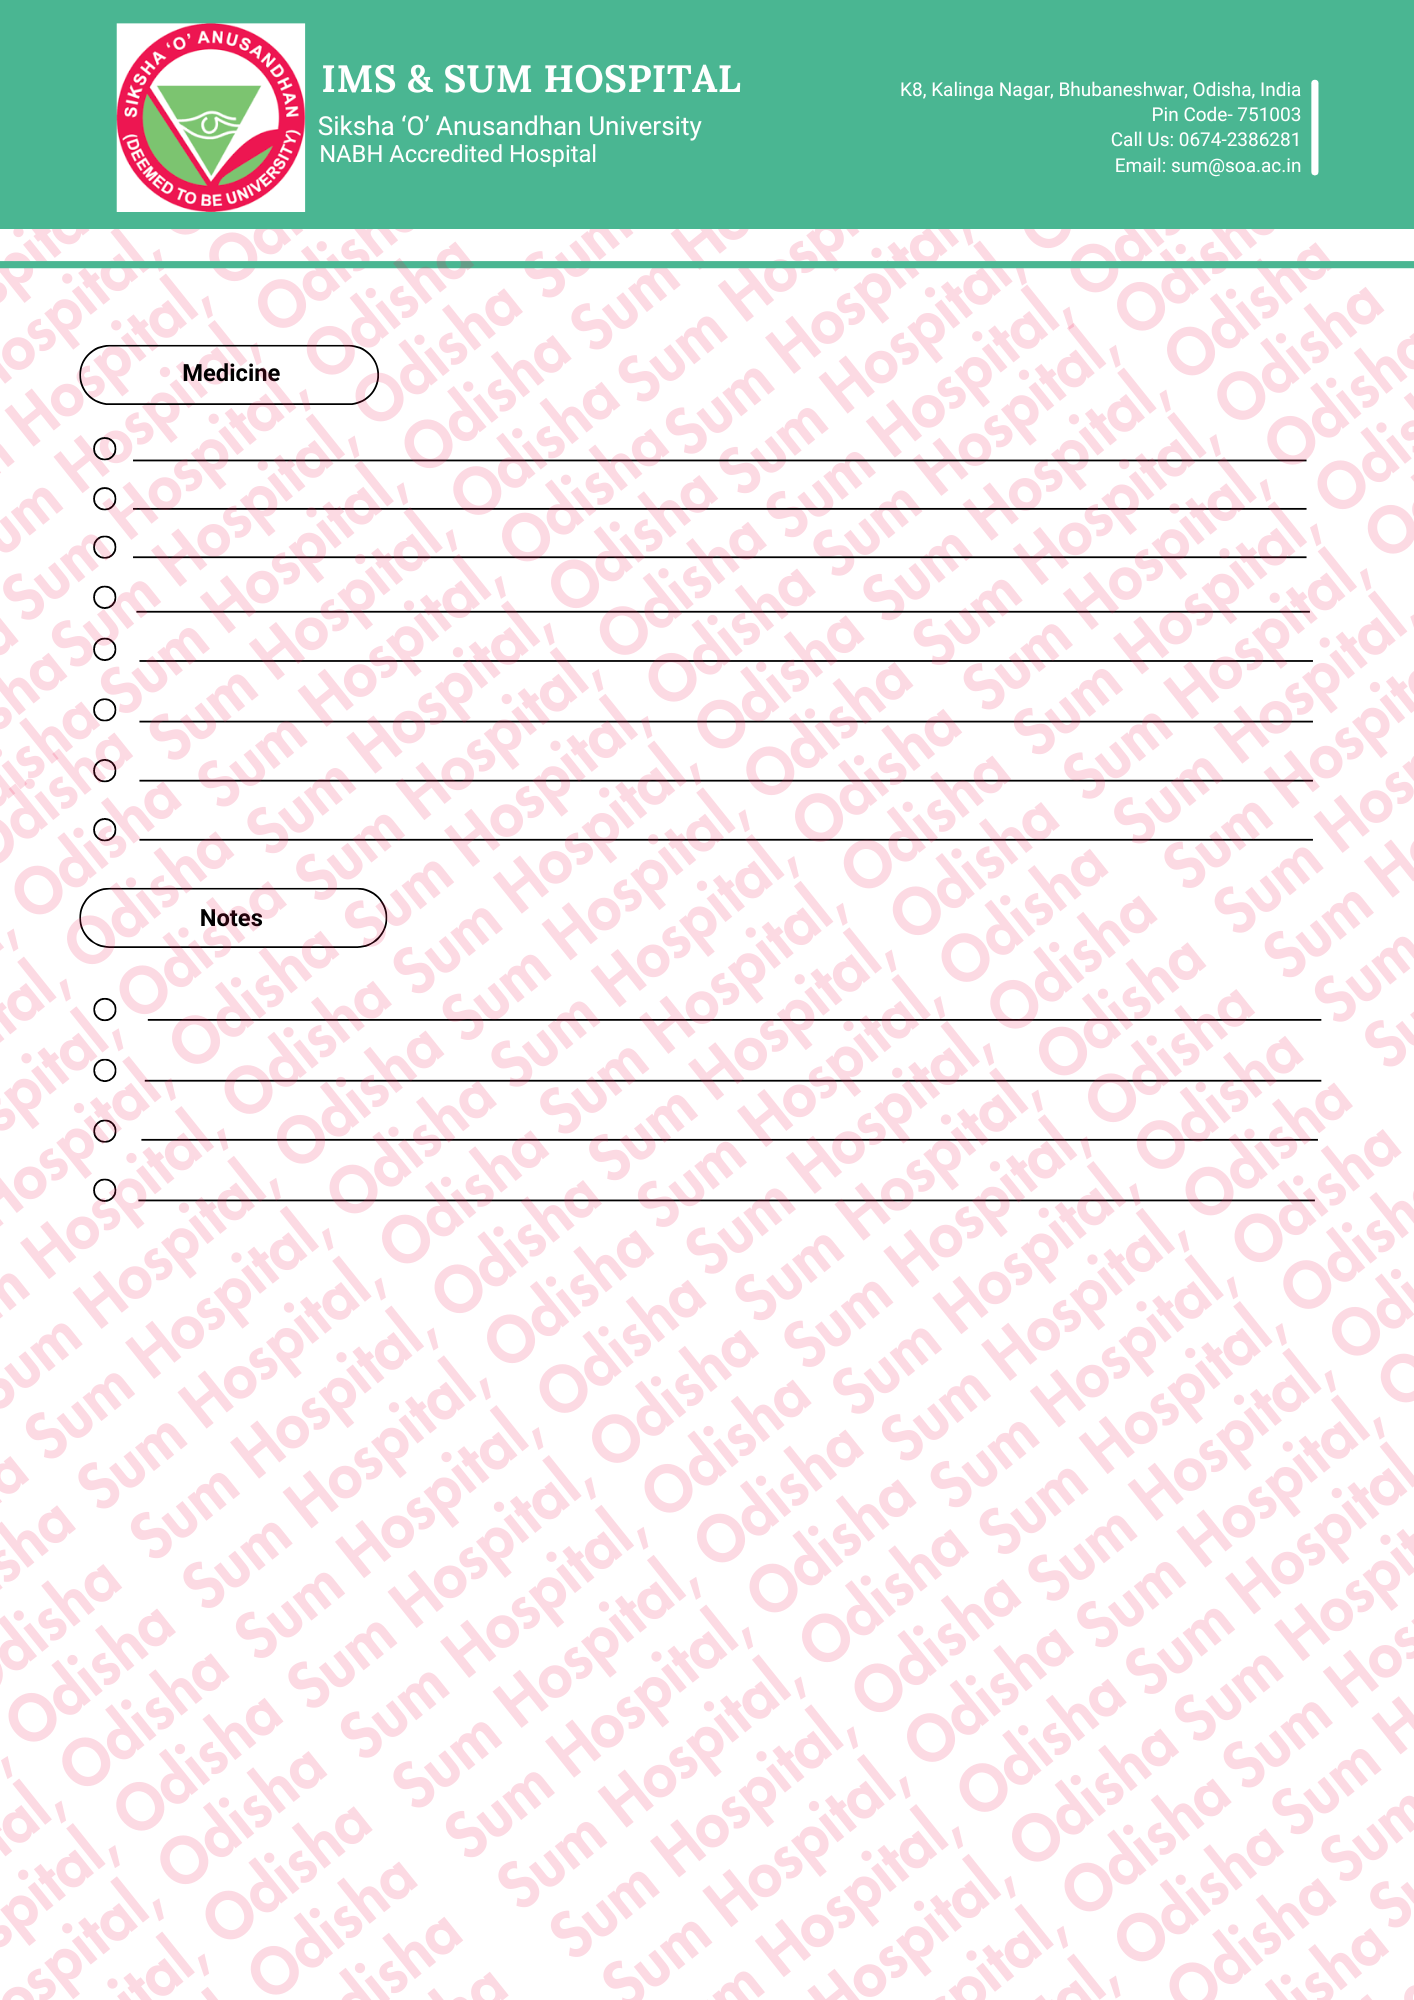 SIKSHA 'O' ANUSANDHAN
(DEEMED TO BE UNIVERSITY)
IMS & SUM HOSPITAL
Siksha ‘O’ Anusandhan University
NABH Accredited Hospital
K8, Kalinga Nagar, Bhubaneshwar, Odisha, India
Pin Code- 751003
Call Us: 0674-2386281
Email: sum@soa.ac.in
Medicine
Notes
Sum Hospital, Odisha